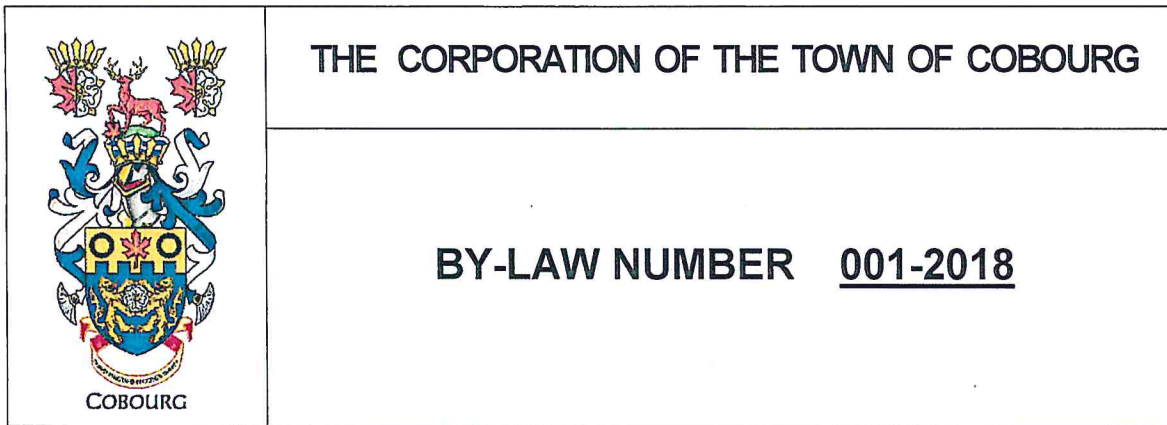 THE CORPORATION OF THE TOWN OF COBOURG
BY-LAW NUMBER 001-2018
COBOURG